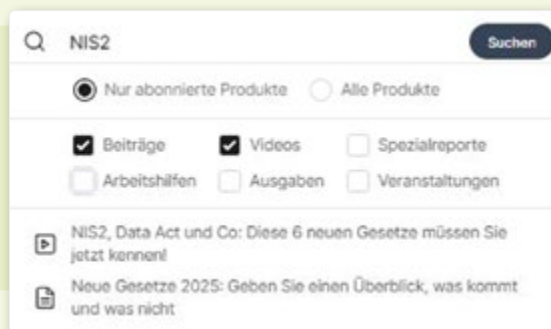 NIS2
Suchen
Nur abonnierte Produkte
Alle Produkte
Beiträge
Videos
Spezialreporte
Arbeitshilfen
Ausgaben
Veranstaltungen
NIS2, Data Act und Co: Diese 6 neuen Gesetze müssen Sie
jetzt kennen!
Neue Gesetze 2025: Geben Sie einen Überblick, was kommt
und was nicht